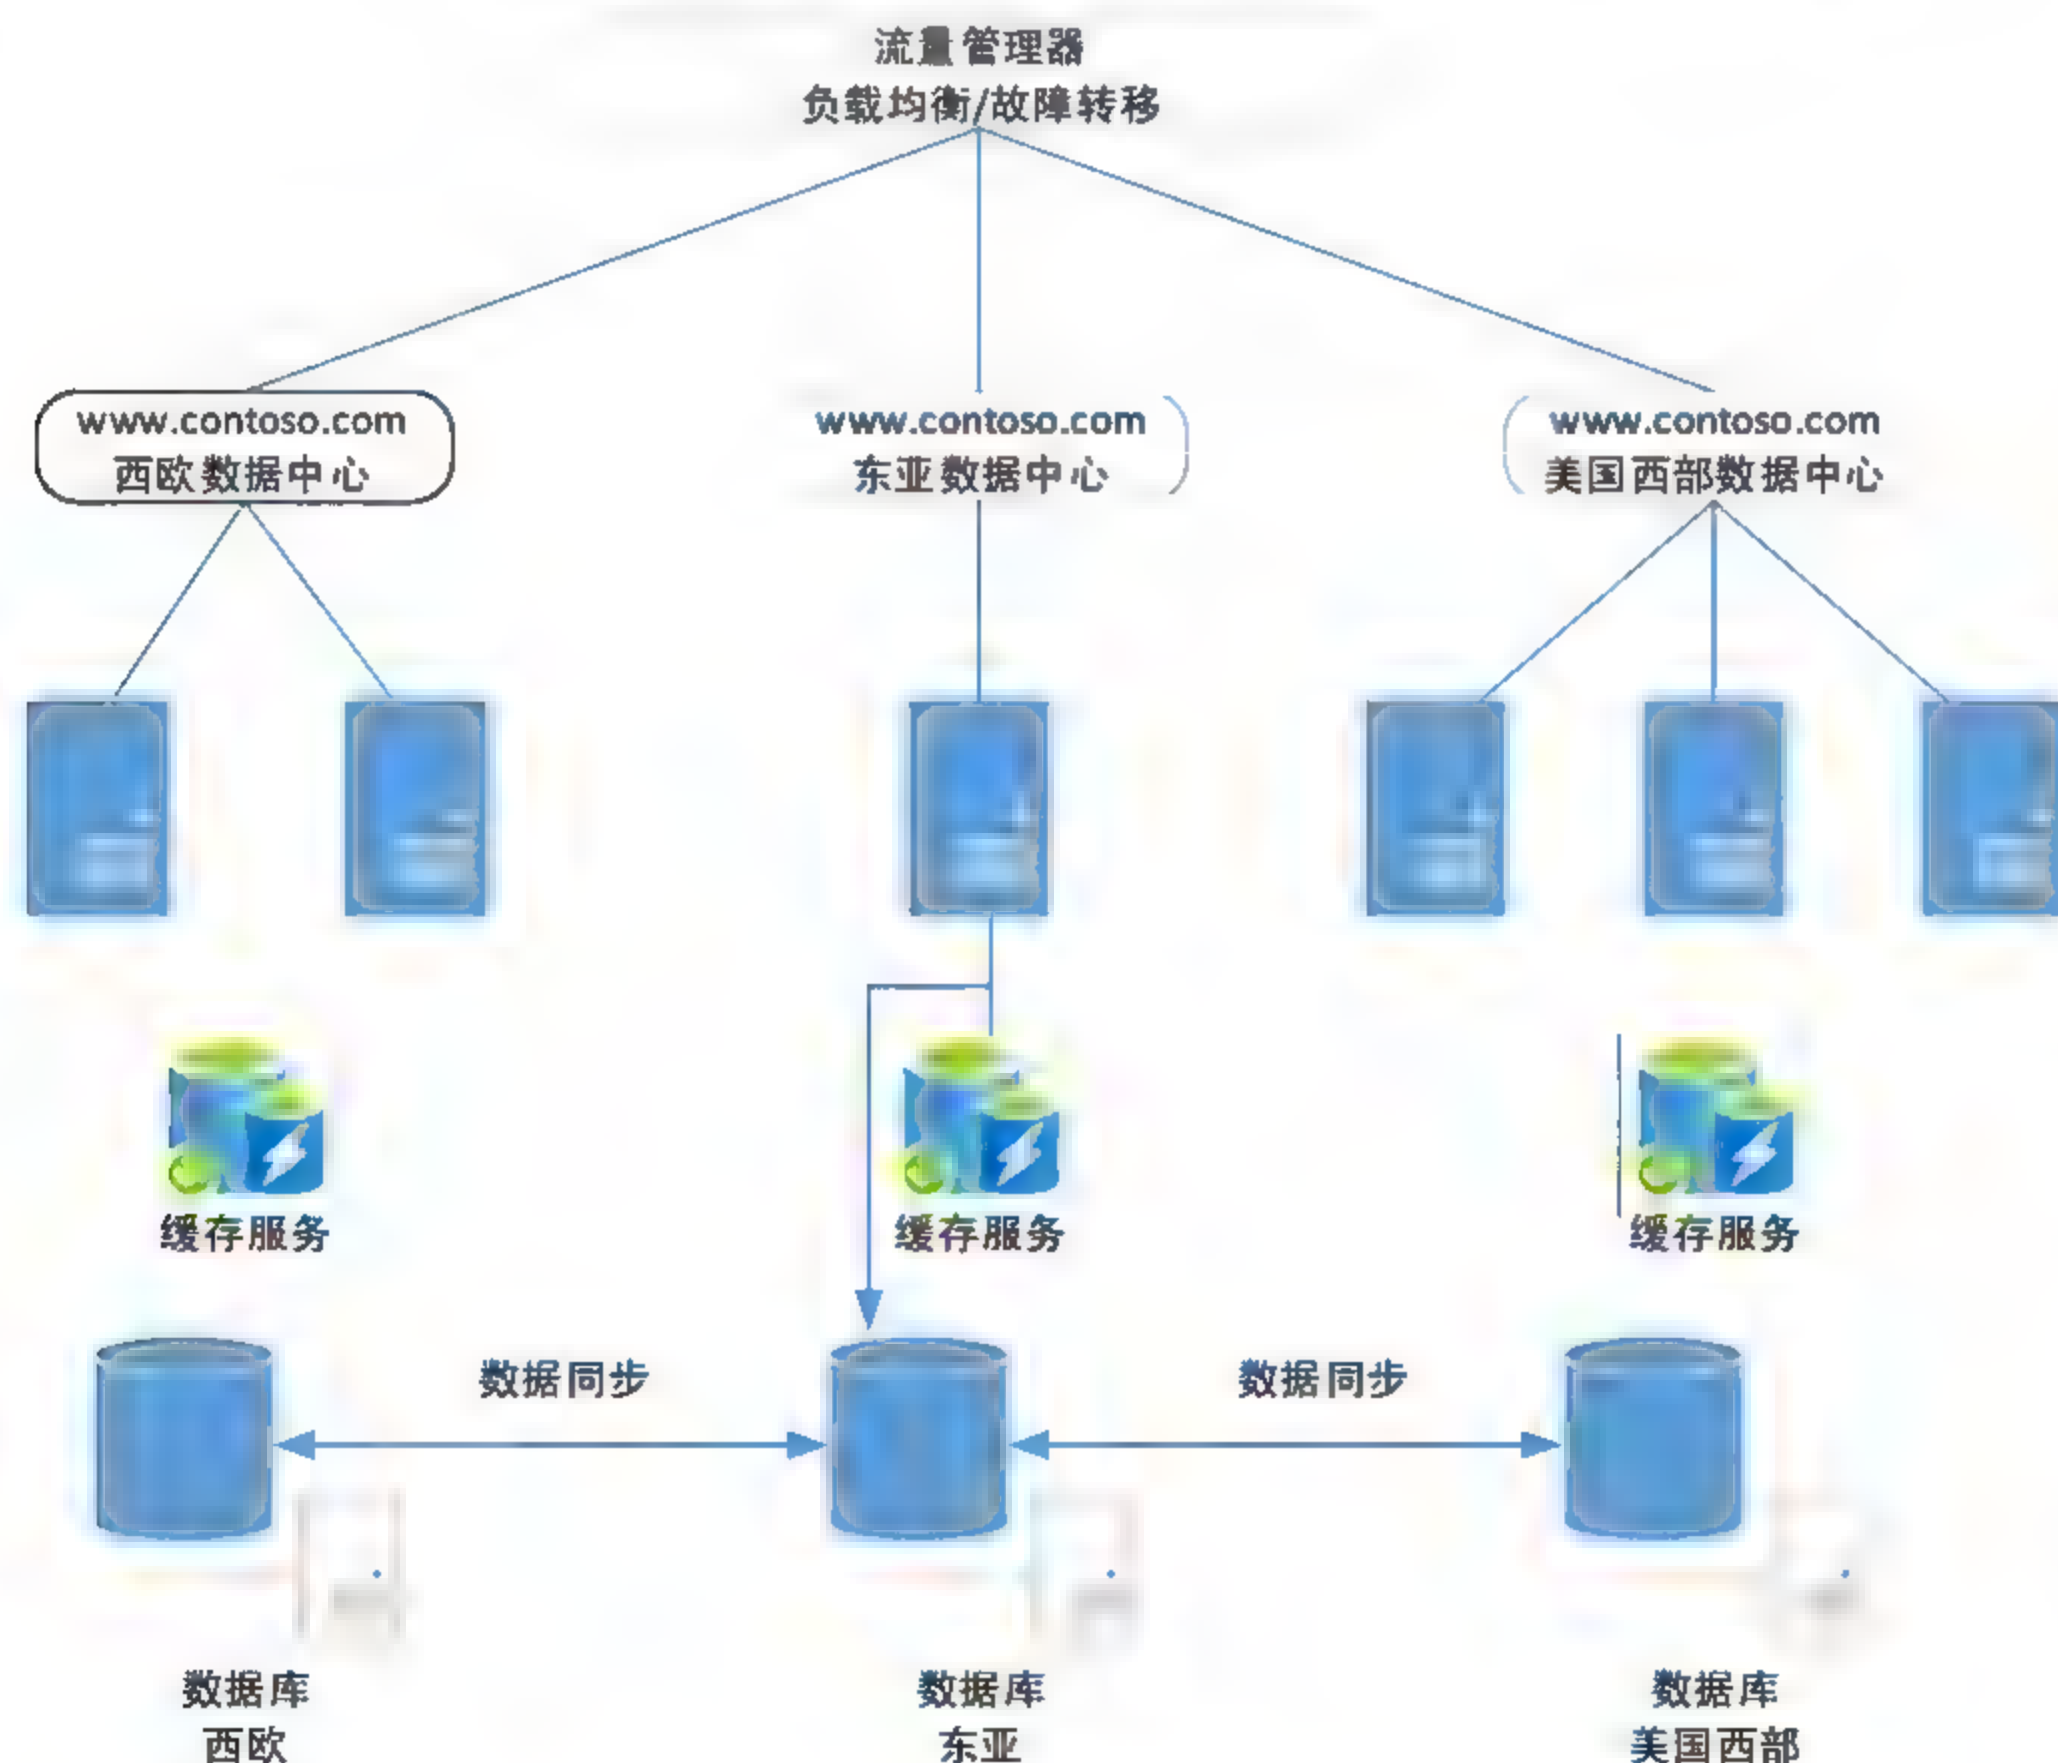 流量管理器
负载均衡/故障转移
www.contoso.com
西欧数据中心
www.contoso.com
东亚数据中心
www.contoso.com
美国西部数据中心
缓存服务
缓存服务
缓存服务
数据同步
数据同步
数据库
西欧
数据库
东亚
数据库
美国西部